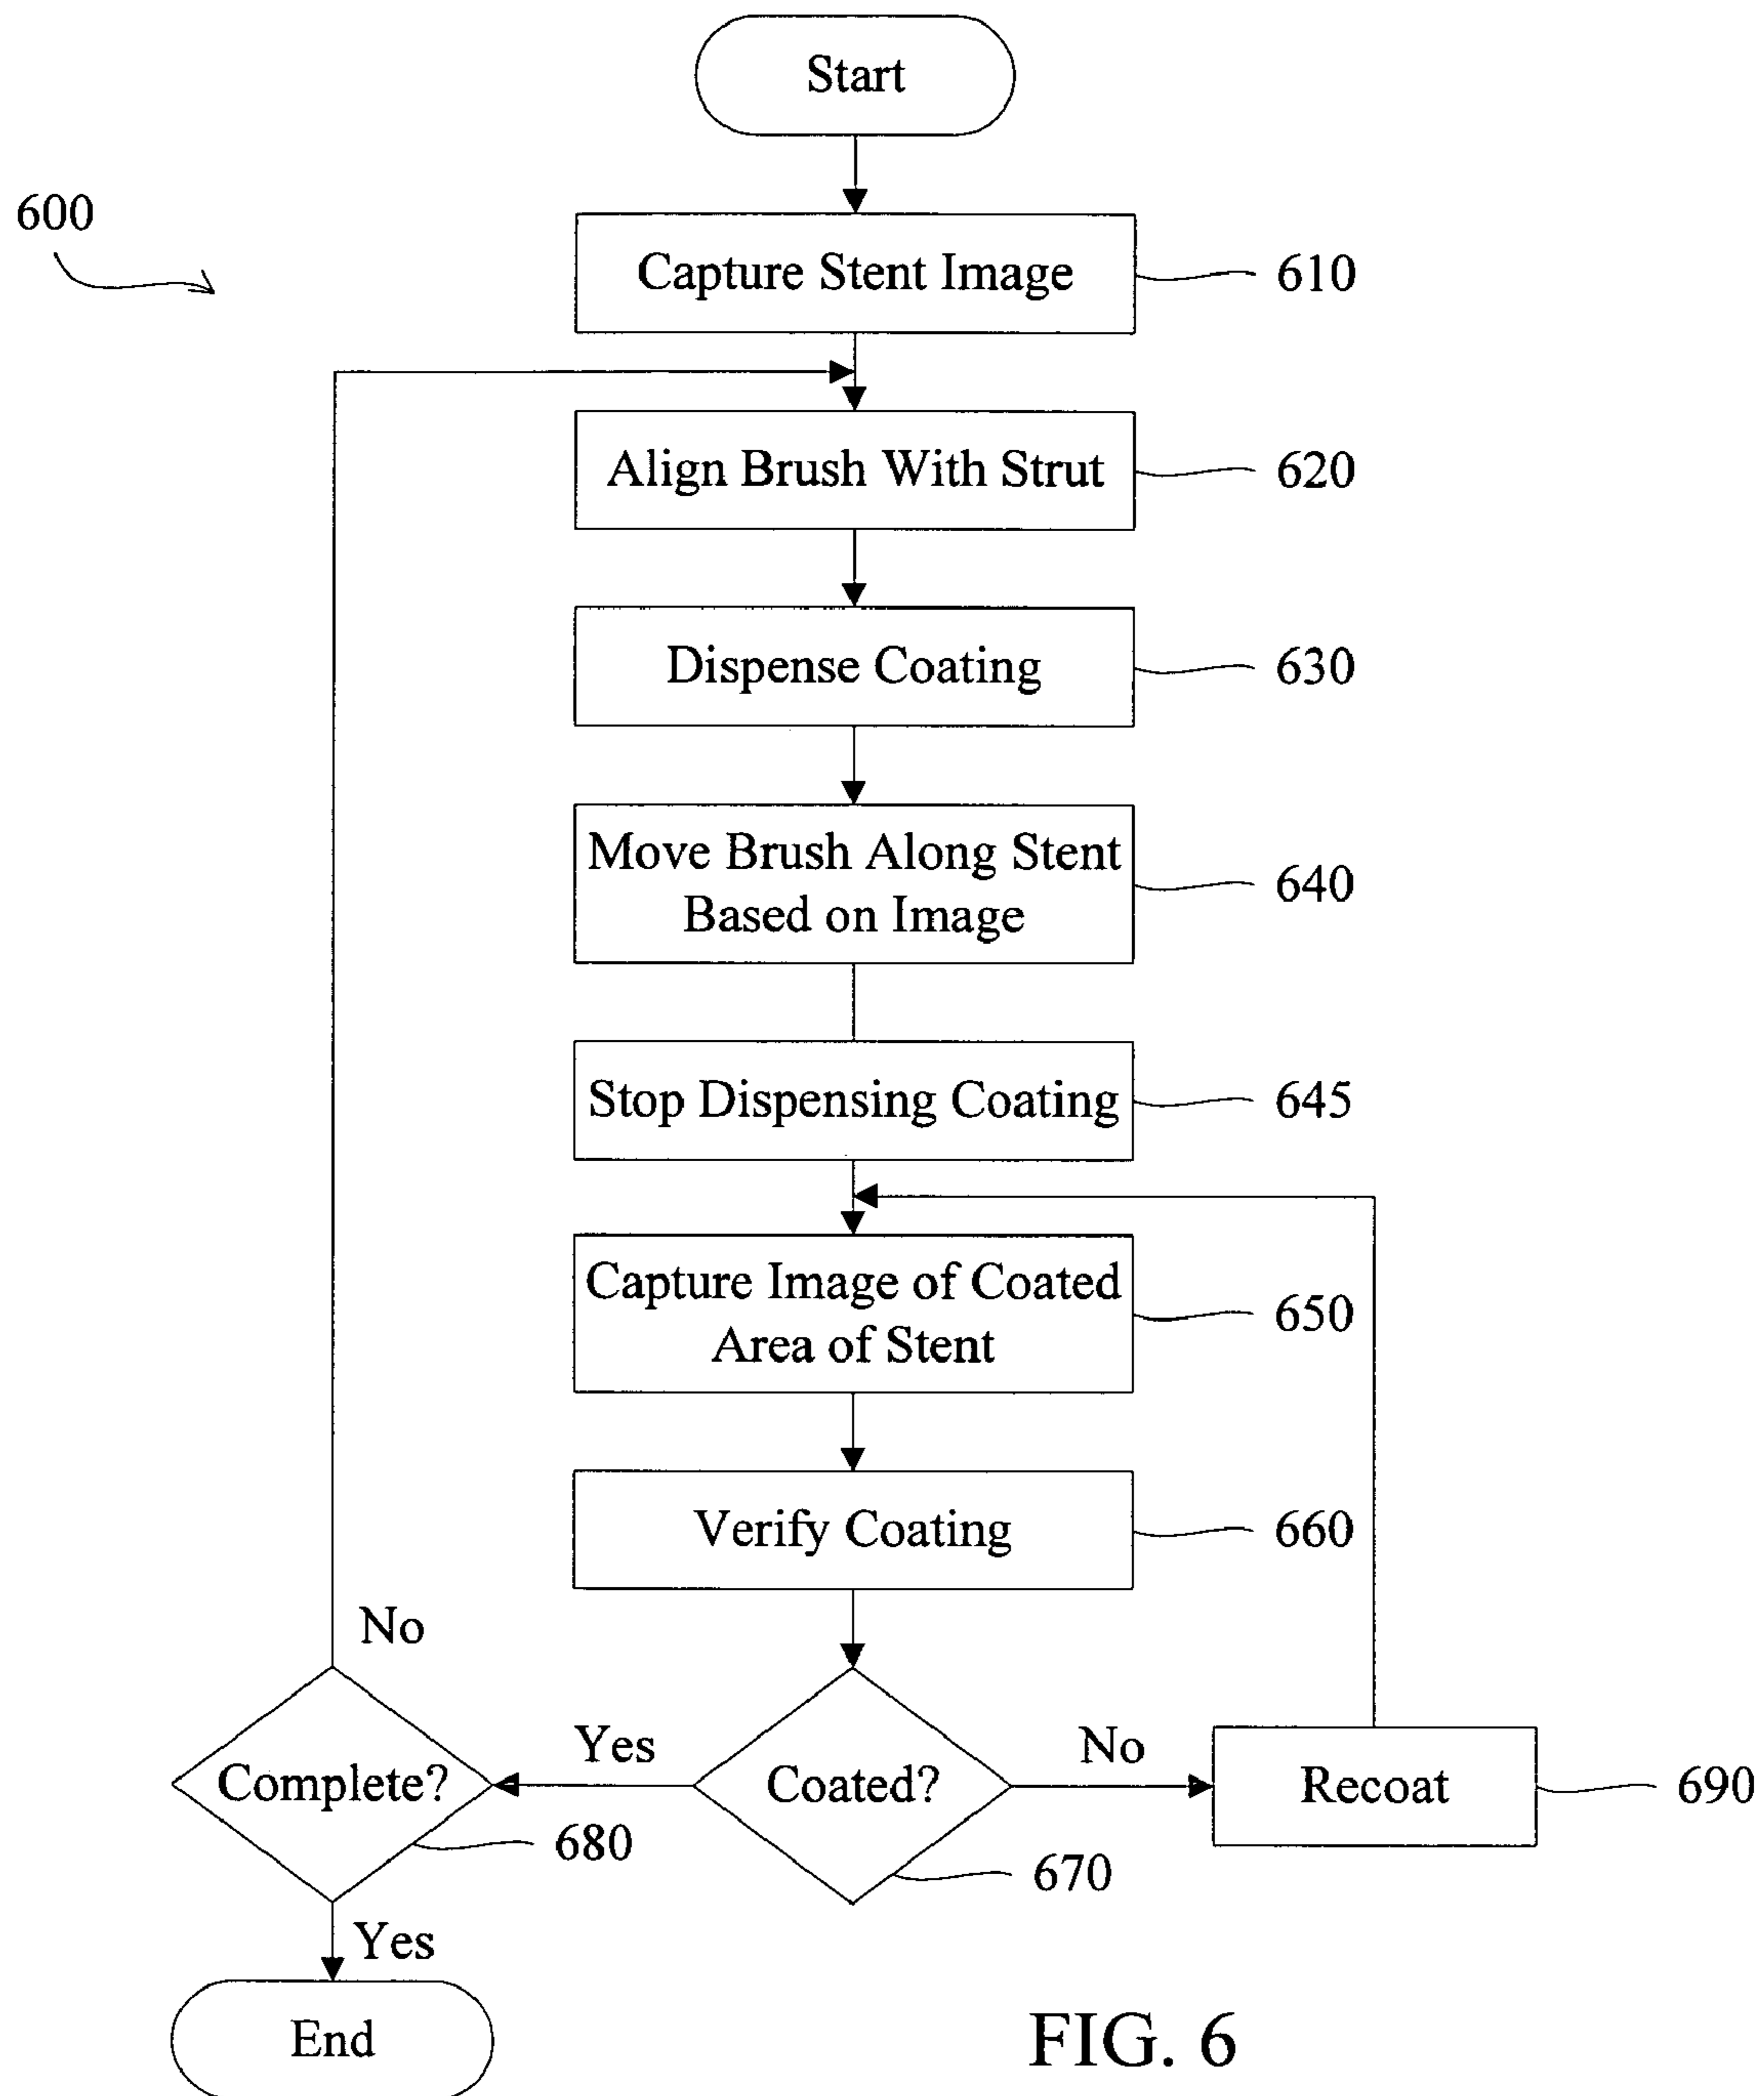 Start
600
Capture Stent Image
610
Align Brush With Strut
620
Dispense Coating
630
Move Brush Along Stent
Based on Image
640
Stop Dispensing Coating
645
Capture Image of Coated
Area of Stent
650
Verify Coating
660
No
Complete?
680
Yes
Coated?
670
No
Recoat
690
Yes
End
FIG. 6